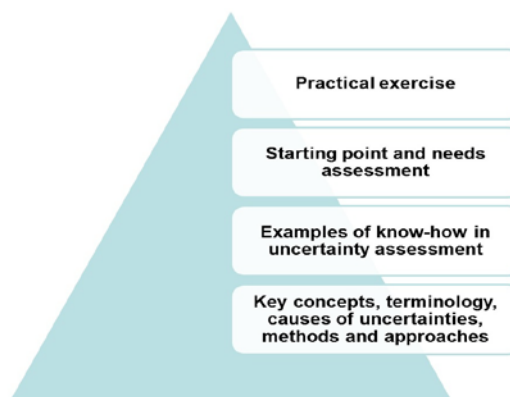 Practical exercise
Starting point and needs
assessment
Examples of know-how in
uncertainty assessment
Key concepts, terminology,
causes of uncertainties,
methods and approaches